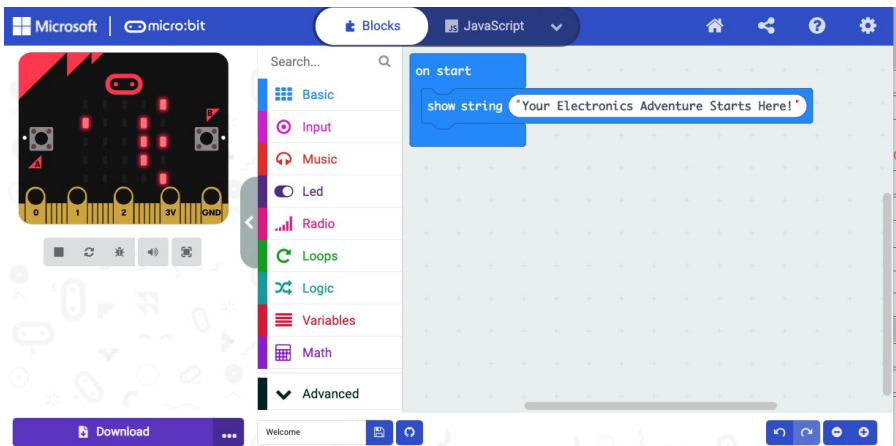 Microsoft | micro:bit
Blocks
JS JavaScript
Search...
Basic
Input
Music
Led
Radio
Loops
Logic
Variables
Math
Advanced
on start
show string "Your Electronics Adventure Starts Here!"
A
B
0 1 2 3V GND
Download ...
Welcome